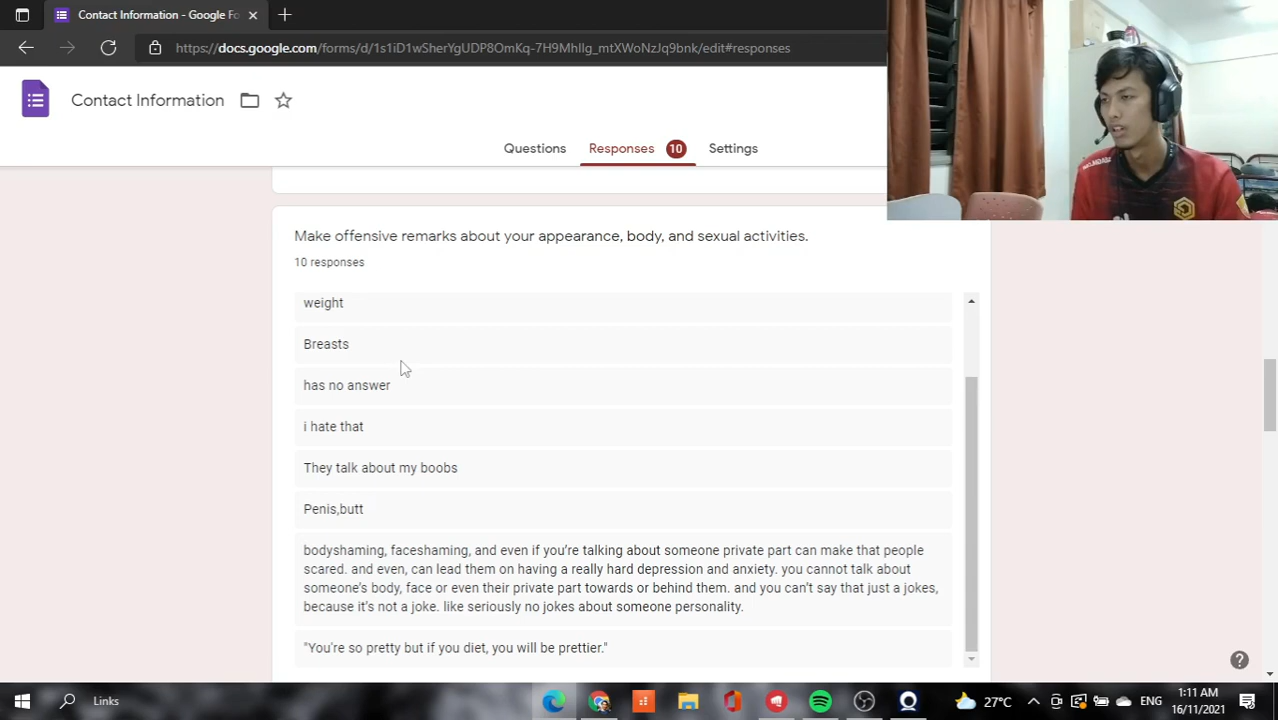 Contact Information - Google Fo
https://docs.google.com/forms/d/1s1iD1wSherYgUDP8OmKq-7H9MhlIg_mtXWoNzJq9bnk/edit#responses
Contact Information
Questions Responses 10 Settings
Make offensive remarks about your appearance, body, and sexual activities.
10 responses
weight
Breasts
has no answer
i hate that
They talk about my boobs
Penis,butt
bodyshaming, faceshaming, and even if you're talking about someone private part can make that people
scared. and even, can lead them on having a really hard depression and anxiety. you cannot talk about
someone's body, face or even their private part towards or behind them. and you can't say that just a jokes,
because it's not a joke. like seriously no jokes about someone personality.
"You're so pretty but if you diet, you will be prettier."
Links
27°C
ENG
1:11 AM
16/11/2021